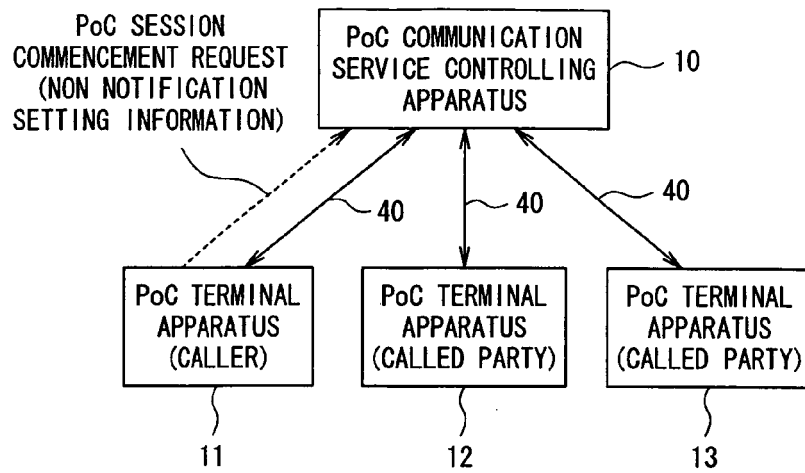 PoC SESSION
COMMENCEMENT REQUEST
(NON NOTIFICATION
SETTING INFORMATION)
PoC COMMUNICATION
SERVICE CONTROLLING
APPARATUS
10
40
40
40
PoC TERMINAL
APPARATUS
(CALLER)
PoC TERMINAL
APPARATUS
(CALLED PARTY)
PoC TERMINAL
APPARATUS
(CALLED PARTY)
11
12
13